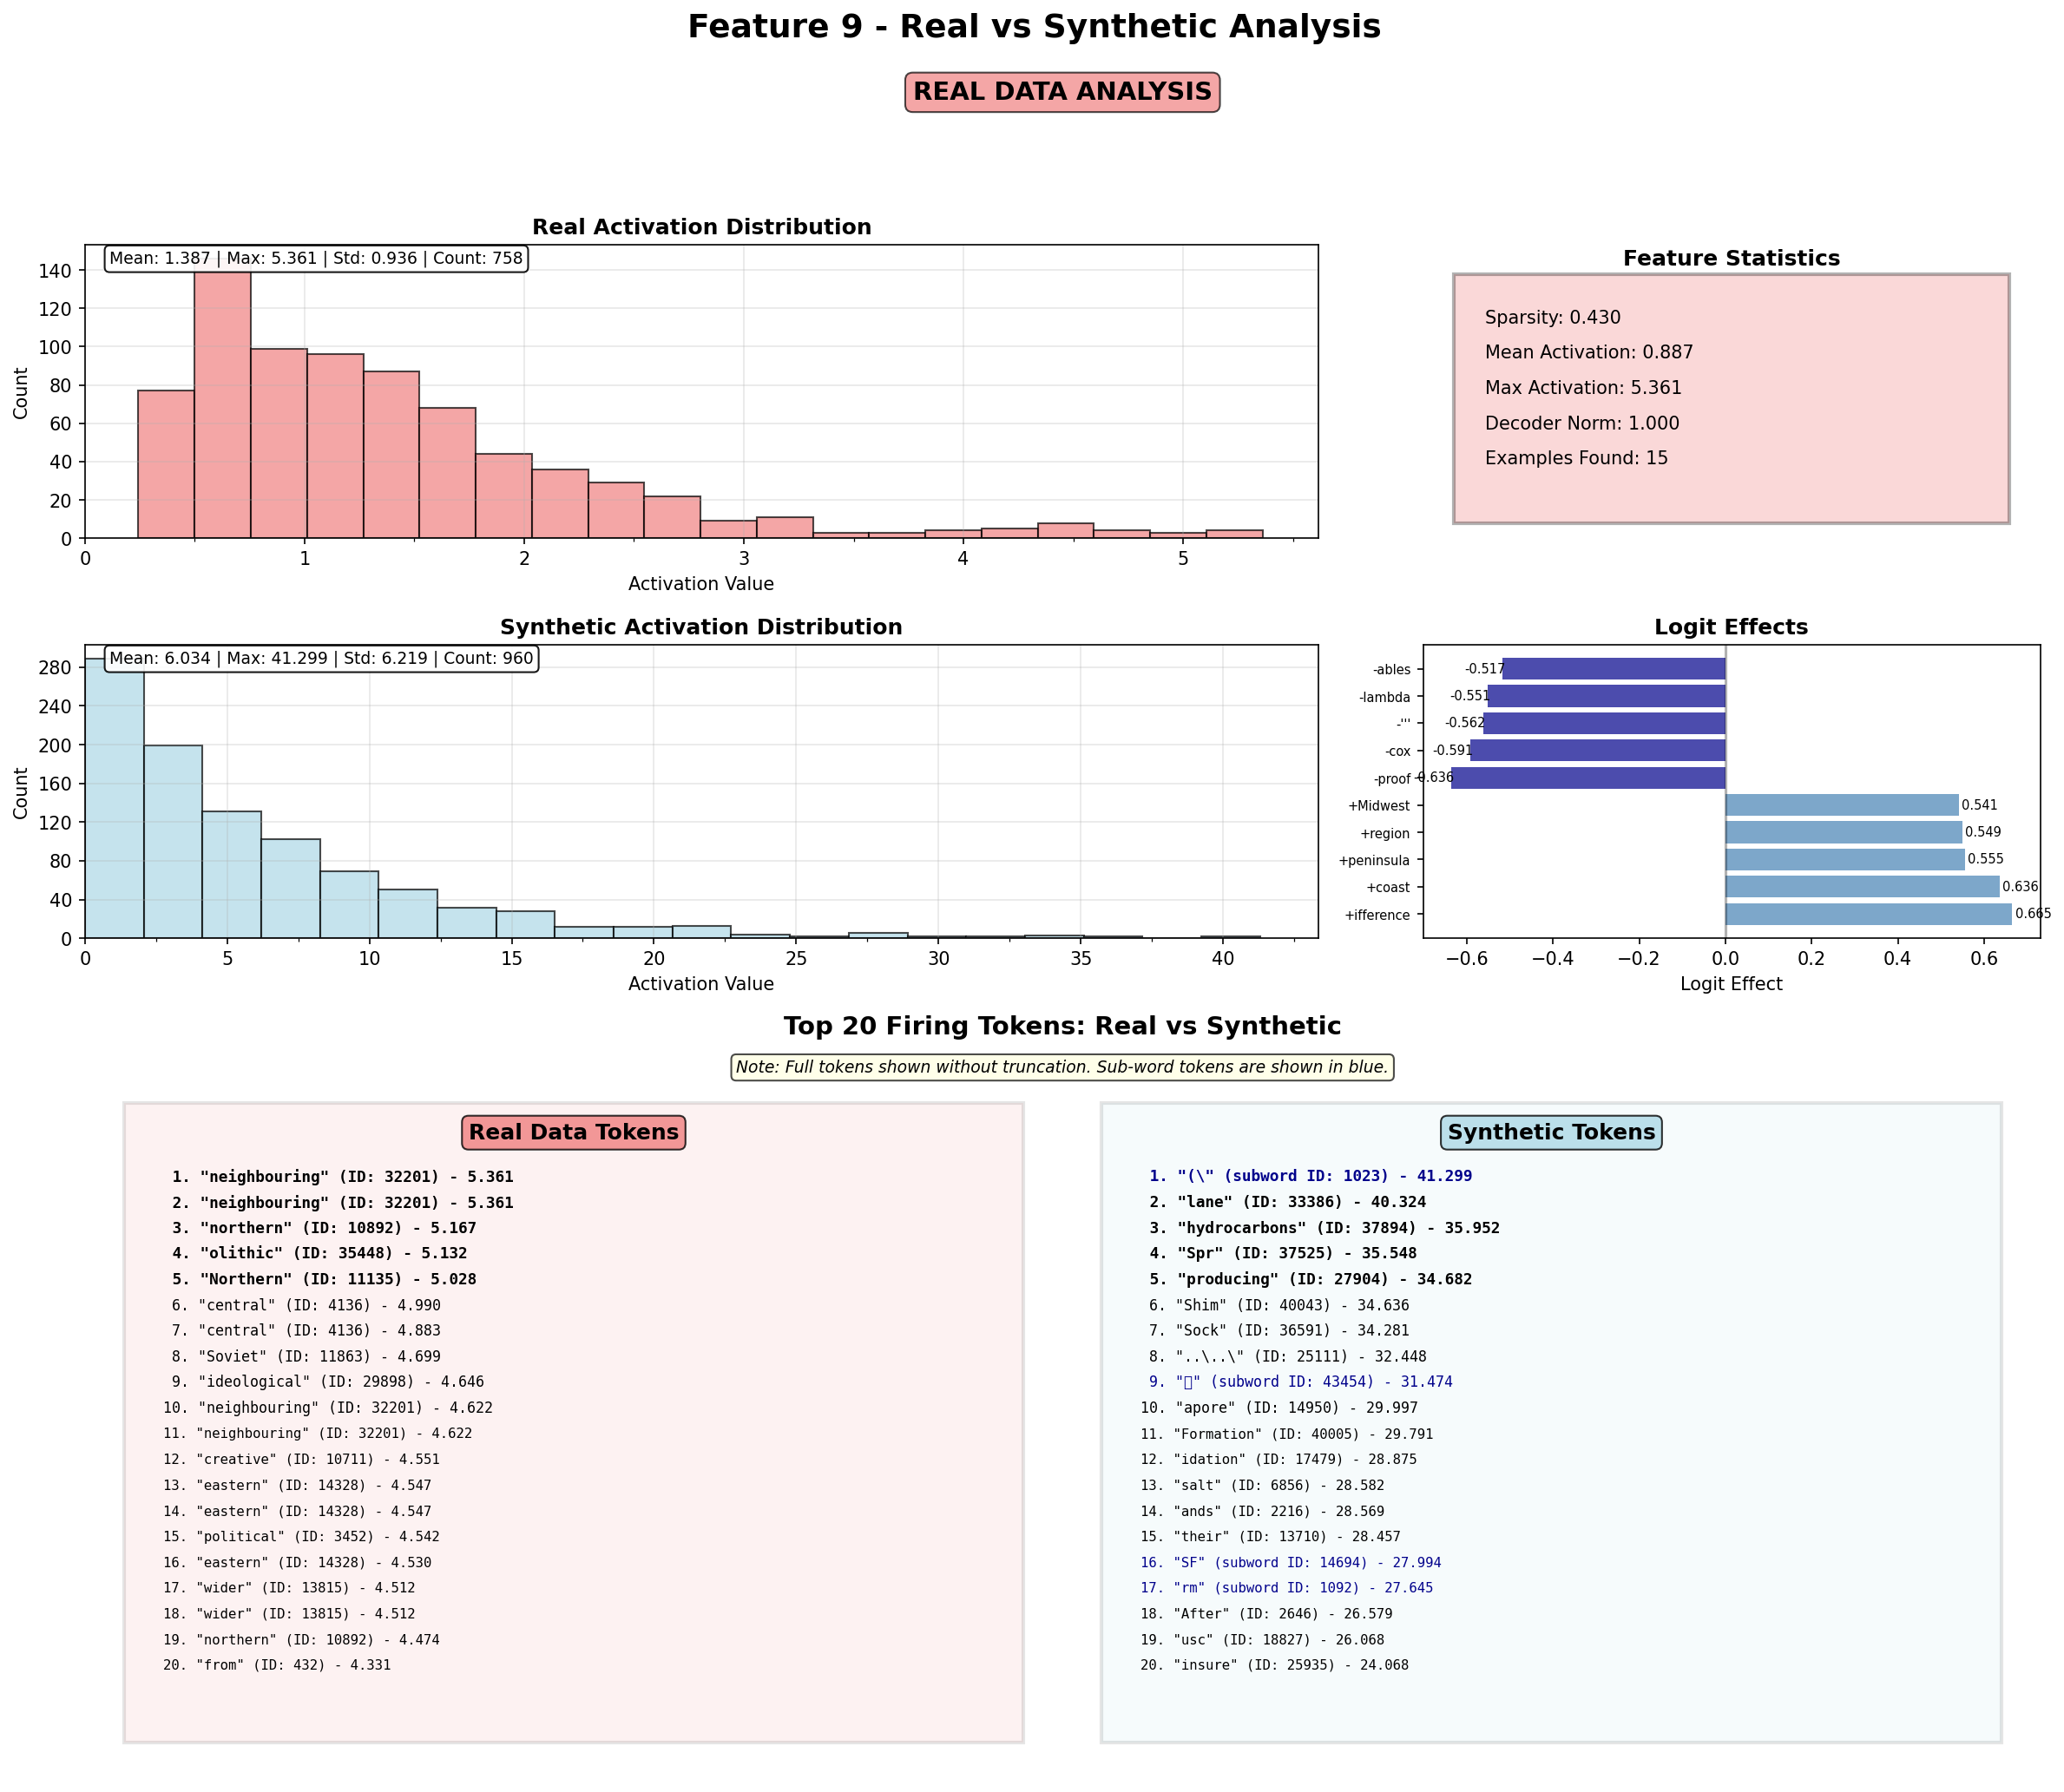 Feature 9 - Real vs Synthetic Analysis
REAL DATA ANALYSIS
Real Activation Distribution
Mean: 1.387 | Max: 5.361 | Std: 0.936 | Count: 758
Count
140
120
100
80
60
40
20
0
0 1 2 3 4 5
Activation Value
Feature Statistics
Sparsity: 0.430
Mean Activation: 0.887
Max Activation: 5.361
Decoder Norm: 1.000
Examples Found: 15
Synthetic Activation Distribution
Mean: 6.034 | Max: 41.299 | Std: 6.219 | Count: 960
Count
280
240
200
160
120
80
40
0
0 5 10 15 20 25 30 35 40
Activation Value
Logit Effects
-ables -0.517
-lambda -0.551
-''' -0.562
-cox -0.591
-proof -0.636
+Midwest 0.541
+region 0.549
+peninsula 0.555
+coast 0.636
+ifference 0.665
−0.6 −0.4 −0.2 0.0 0.2 0.4 0.6
Logit Effect
Top 20 Firing Tokens: Real vs Synthetic
Note: Full tokens shown without truncation. Sub-word tokens are shown in blue.
Real Data Tokens
1. "neighbouring" (ID: 32201) - 5.361
2. "neighbouring" (ID: 32201) - 5.361
3. "northern" (ID: 10892) - 5.167
4. "olithic" (ID: 35448) - 5.132
5. "Northern" (ID: 11135) - 5.028
6. "central" (ID: 4136) - 4.990
7. "central" (ID: 4136) - 4.883
8. "Soviet" (ID: 11863) - 4.699
9. "ideological" (ID: 29898) - 4.646
10. "neighbouring" (ID: 32201) - 4.622
11. "neighbouring" (ID: 32201) - 4.622
12. "creative" (ID: 10711) - 4.551
13. "eastern" (ID: 14328) - 4.547
14. "eastern" (ID: 14328) - 4.547
15. "political" (ID: 3452) - 4.542
16. "eastern" (ID: 14328) - 4.530
17. "wider" (ID: 13815) - 4.512
18. "wider" (ID: 13815) - 4.512
19. "northern" (ID: 10892) - 4.474
20. "from" (ID: 432) - 4.331
Synthetic Tokens
1. "(\" (subword ID: 1023) - 41.299
2. "lane" (ID: 33386) - 40.324
3. "hydrocarbons" (ID: 37894) - 35.952
4. "Spr" (ID: 37525) - 35.548
5. "producing" (ID: 27904) - 34.682
6. "Shim" (ID: 40043) - 34.636
7. "Sock" (ID: 36591) - 34.281
8. "..\..\" (ID: 25111) - 32.448
9. "▯" (subword ID: 43454) - 31.474
10. "apore" (ID: 14950) - 29.997
11. "Formation" (ID: 40005) - 29.791
12. "idation" (ID: 17479) - 28.875
13. "salt" (ID: 6856) - 28.582
14. "ands" (ID: 2216) - 28.569
15. "their" (ID: 13710) - 28.457
16. "SF" (subword ID: 14694) - 27.994
17. "rm" (subword ID: 1092) - 27.645
18. "After" (ID: 2646) - 26.579
19. "usc" (ID: 18827) - 26.068
20. "insure" (ID: 25935) - 24.068